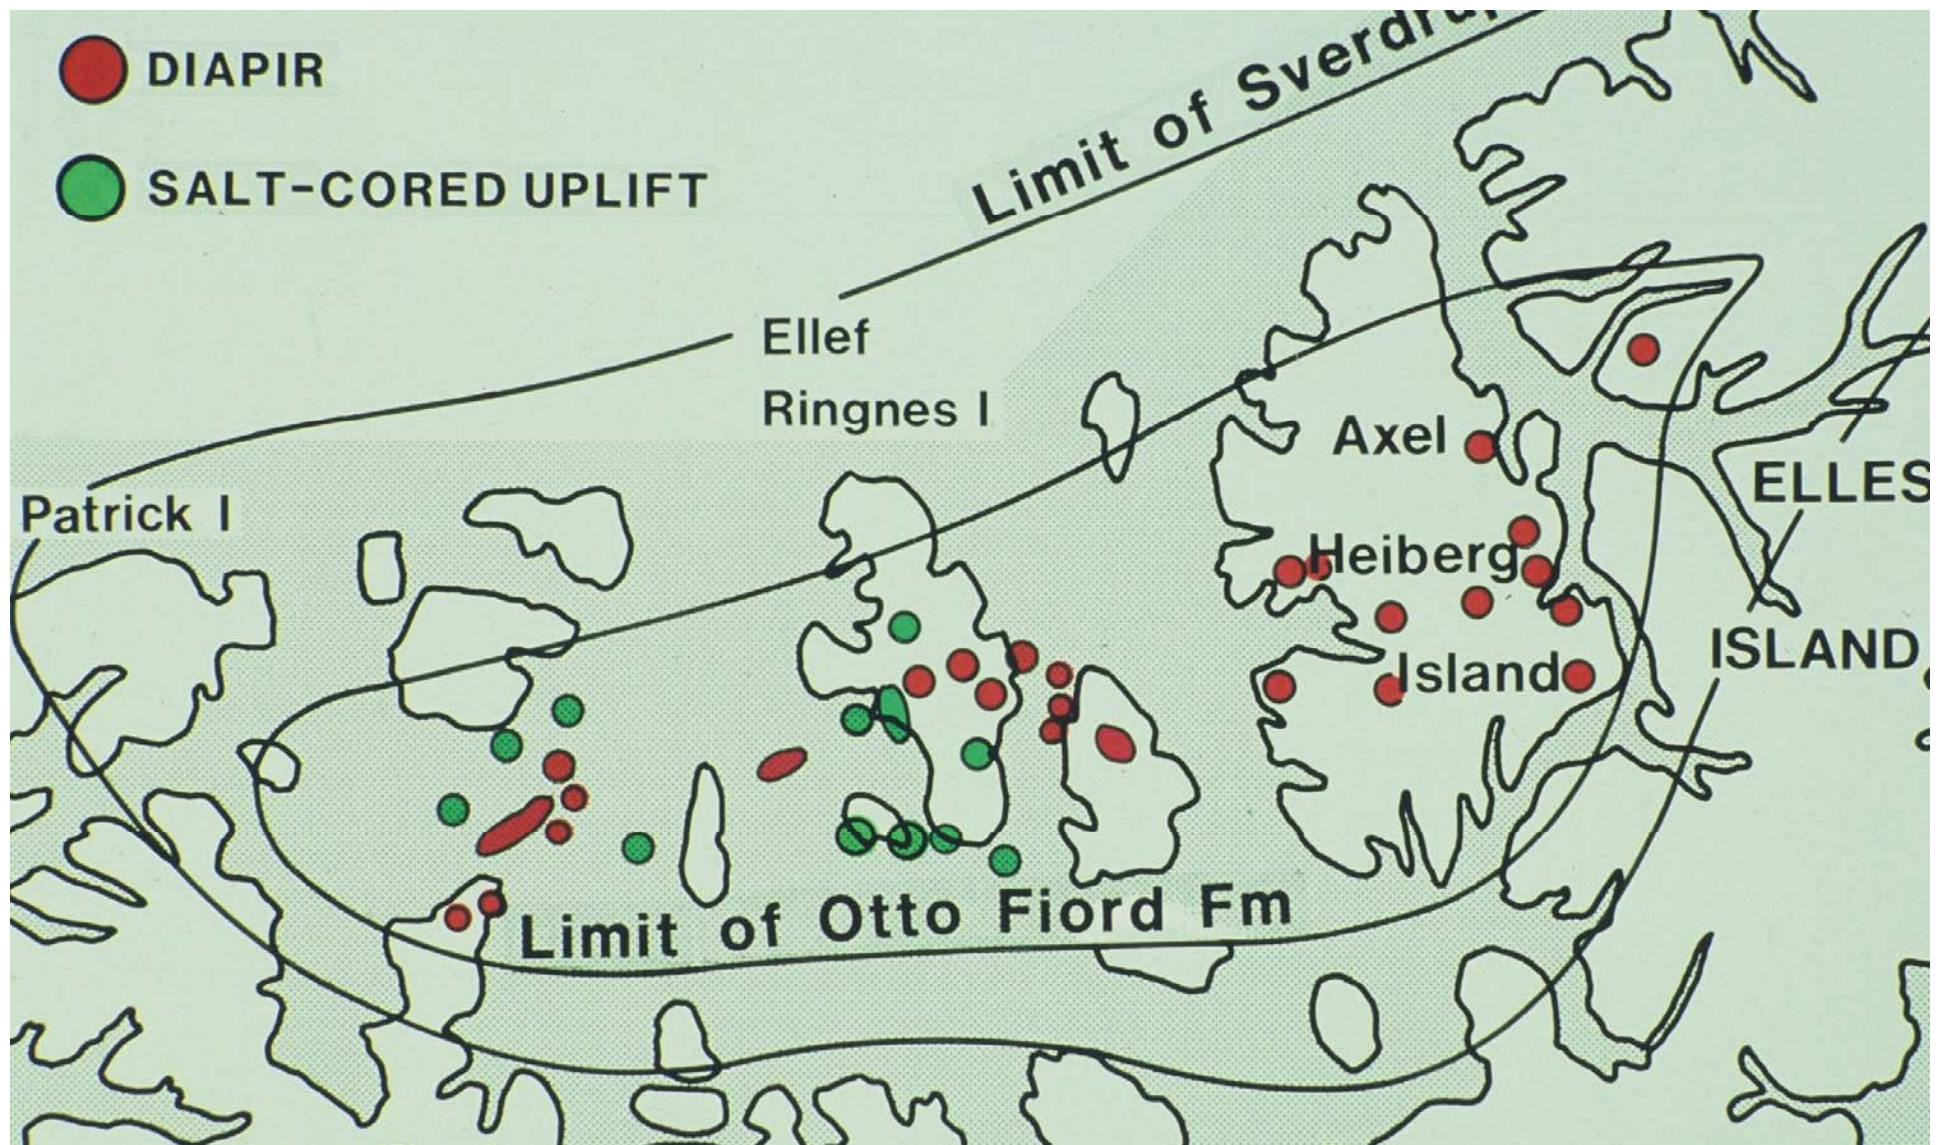 DIAPIR
SALT-CORED UPLIFT
Limit of
Ellef
Ringnes I
Patrick I
Axel
Heiberg
Island
ELLES
ISLAND
Limit of Otto Fiord Fm